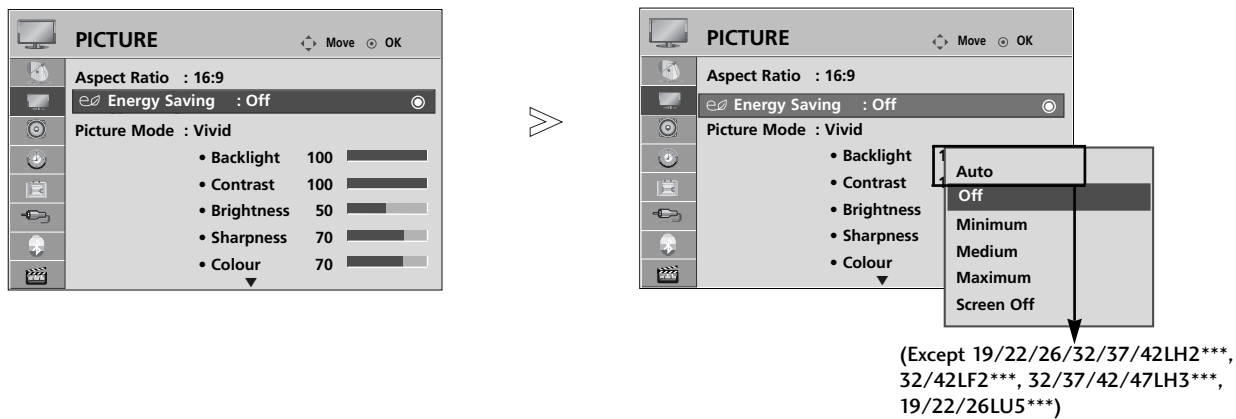 PICTURE Move OK
Aspect Ratio : 16:9
Energy Saving : Off
Picture Mode : Vivid
• Backlight 100
• Contrast 100
• Brightness 50
• Sharpness 70
• Colour 70
PICTURE Move OK
Aspect Ratio : 16:9
Energy Saving : Off
Picture Mode : Vivid
• Backlight 1
• Contrast 1
• Brightness
• Sharpness
• Colour
Auto
Off
Minimum
Medium
Maximum
Screen Off
(Except 19/22/26/32/37/42LH2***,
32/42LF2***, 32/37/42/47LH3***,
19/22/26LU5***)